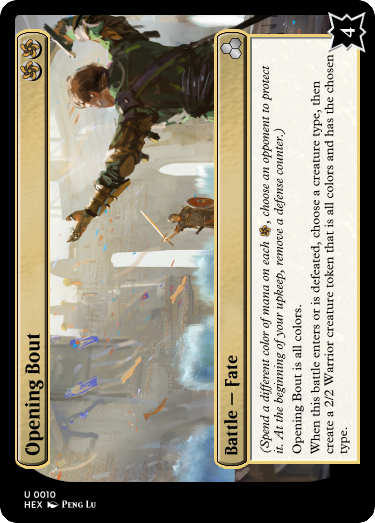 Opening Bout
Battle — Fate
4
(Spend a different color of mana on each , choose an opponent to protect
it. At the beginning of your upkeep, remove a defense counter.)
Opening Bout is all colors.
When this battle enters or is defeated, choose a creature type, then
create a 2/2 Warrior creature token that is all colors and has the chosen
type.
U 0010
HEX PENG LU